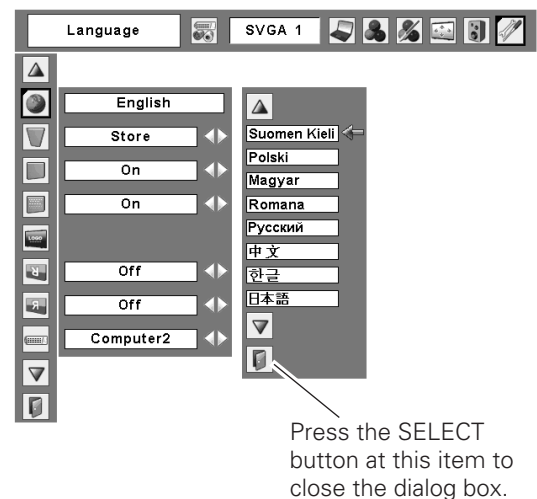 Language
SVGA 1
English
Store
On
On
Off
Off
Computer2
Suomen Kieli
Polski
Magyar
Romana
Русский
中文
한글
日本語
Press the SELECT
button at this item to
close the dialog box.